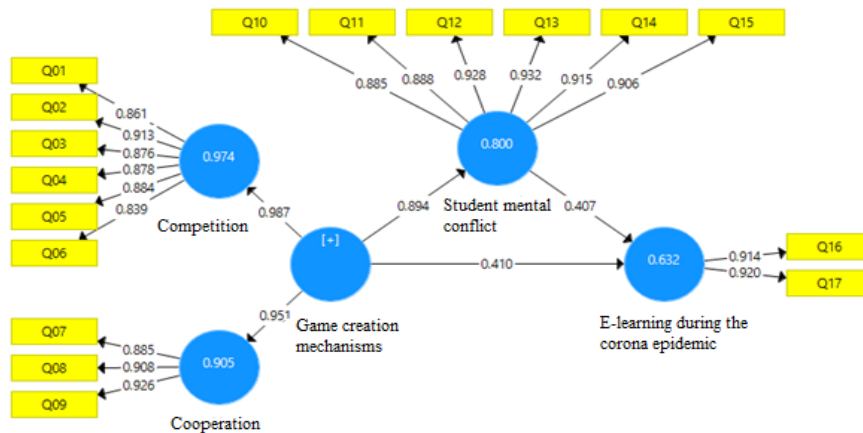 Q10
Q11
Q12
Q13
Q14
Q15
0.885
0.888
0.928
0.932
0.915
0.906
Q01
Q02
Q03
Q04
Q05
Q06
0.861
0.913
0.876
0.878
0.884
0.839
0.974
Competition
0.987
0.800
Student mental
conflict
0.894
0.407
[+]
Game creation
mechanisms
0.410
0.632
E-learning during the
corona epidemic
0.914
0.920
Q16
Q17
0.951
Q07
Q08
Q09
0.885
0.908
0.926
0.905
Cooperation